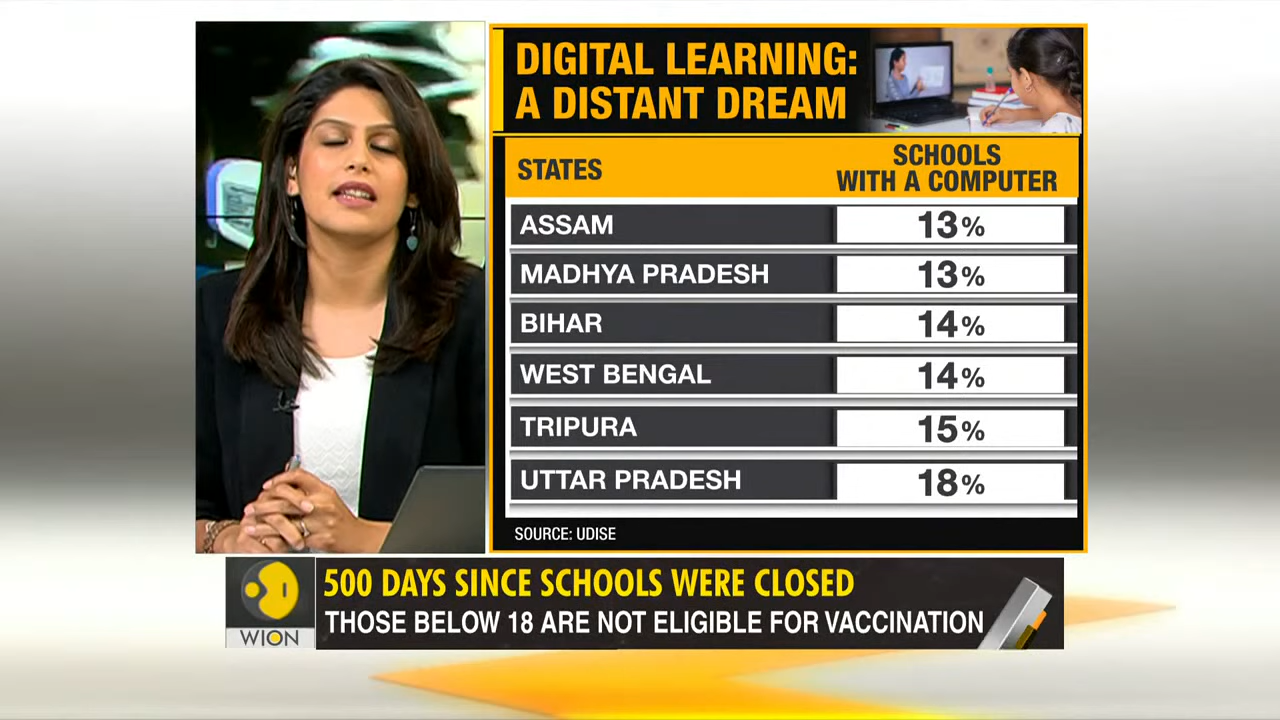 DIGITAL LEARNING:
A DISTANT DREAM
STATES
SCHOOLS
WITH A COMPUTER
ASSAM 13%
MADHYA PRADESH 13%
BIHAR 14%
WEST BENGAL 14%
TRIPURA 15%
UTTAR PRADESH 18%
SOURCE: UDISE
500 DAYS SINCE SCHOOLS WERE CLOSED
THOSE BELOW 18 ARE NOT ELIGIBLE FOR VACCINATION
WION